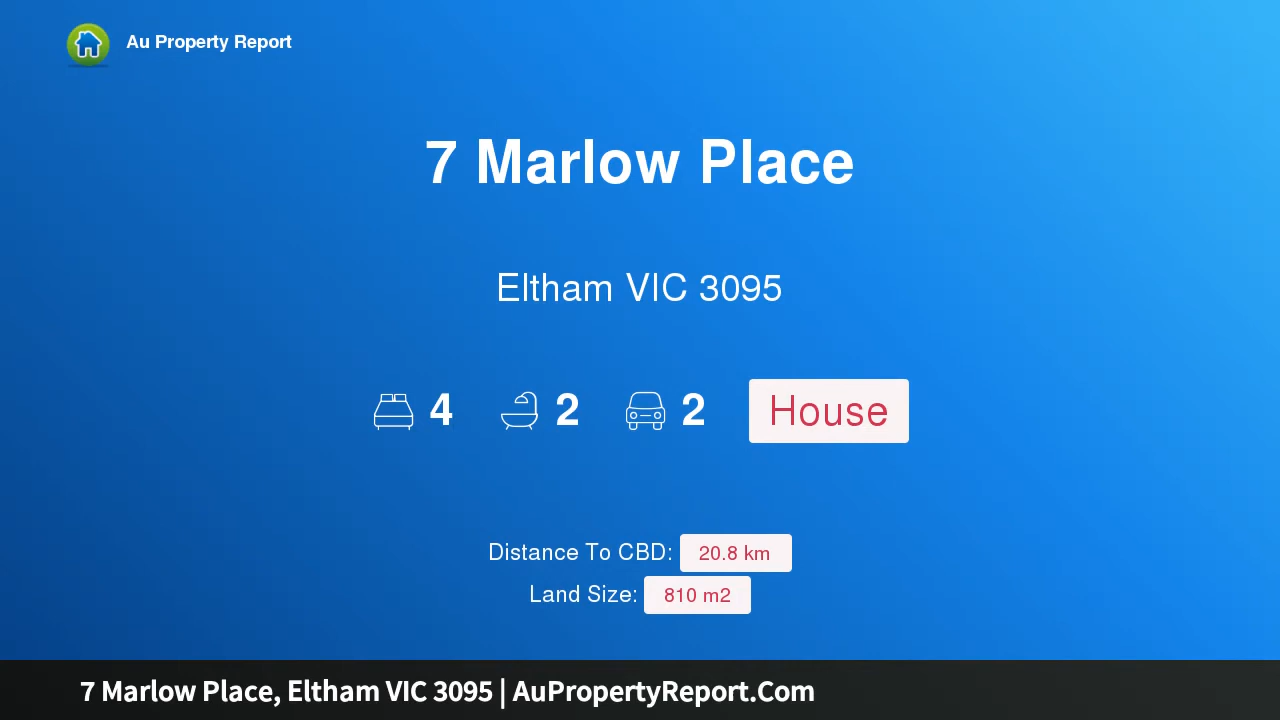 Au Property Report
7 Marlow Place
Eltham VIC 3095
4 2 2 House
Distance To CBD: 20.8 km
Land Size: 810 m2
7 Marlow Place, Eltham VIC 3095 | AuPropertyReport.Com